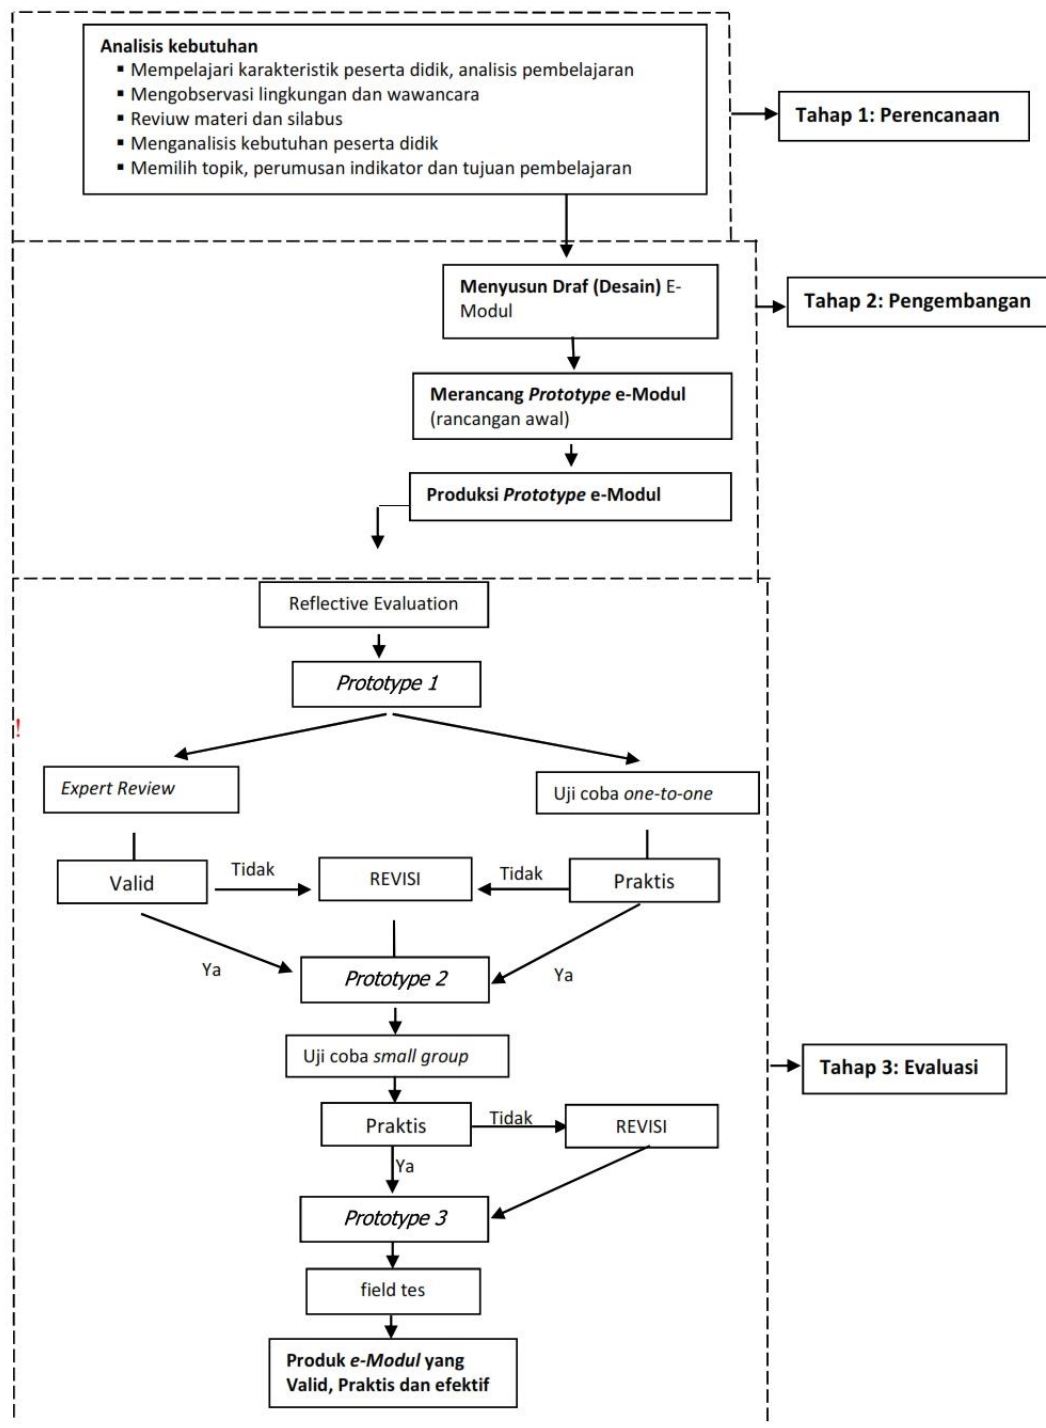 Analisis kebutuhan
▪ Mempelajari karakteristik peserta didik, analisis pembelajaran
▪ Mengobservasi lingkungan dan wawancara
▪ Reviuw materi dan silabus
▪ Menganalisis kebutuhan peserta didik
▪ Memilih topik, perumusan indikator dan tujuan pembelajaran
Tahap 1: Perencanaan
Menyusun Draf (Desain) E-
Modul
Tahap 2: Pengembangan
Merancang Prototype e-Modul
(rancangan awal)
Produksi Prototype e-Modul
Reflective Evaluation
Prototype 1
!
Expert Review
Uji coba one-to-one
Valid
Tidak
REVISI
Tidak
Praktis
Ya
Prototype 2
Ya
Uji coba small group
Tahap 3: Evaluasi
Praktis
Tidak
REVISI
Ya
Prototype 3
field tes
Produk e-Modul yang
Valid, Praktis dan efektif